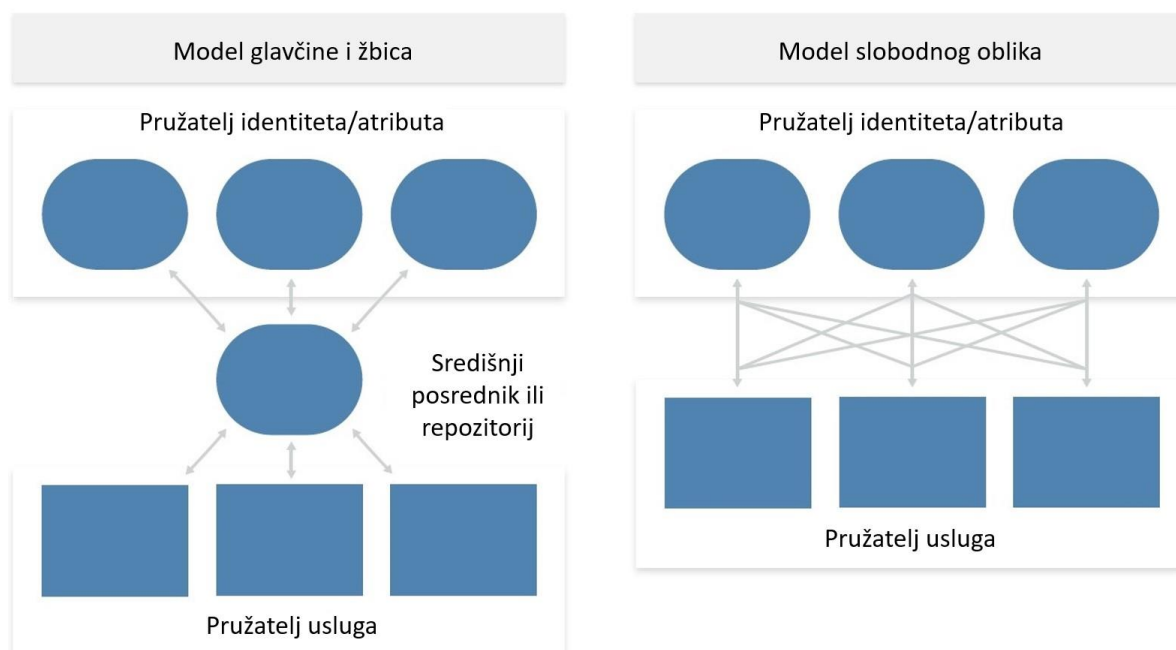 Model glavčine i žbica
Pružatelj identiteta/atributa
Središnji
posrednik ili
repozitorij
Pružatelj usluga
Model slobodnog oblika
Pružatelj identiteta/atributa
Pružatelj usluga